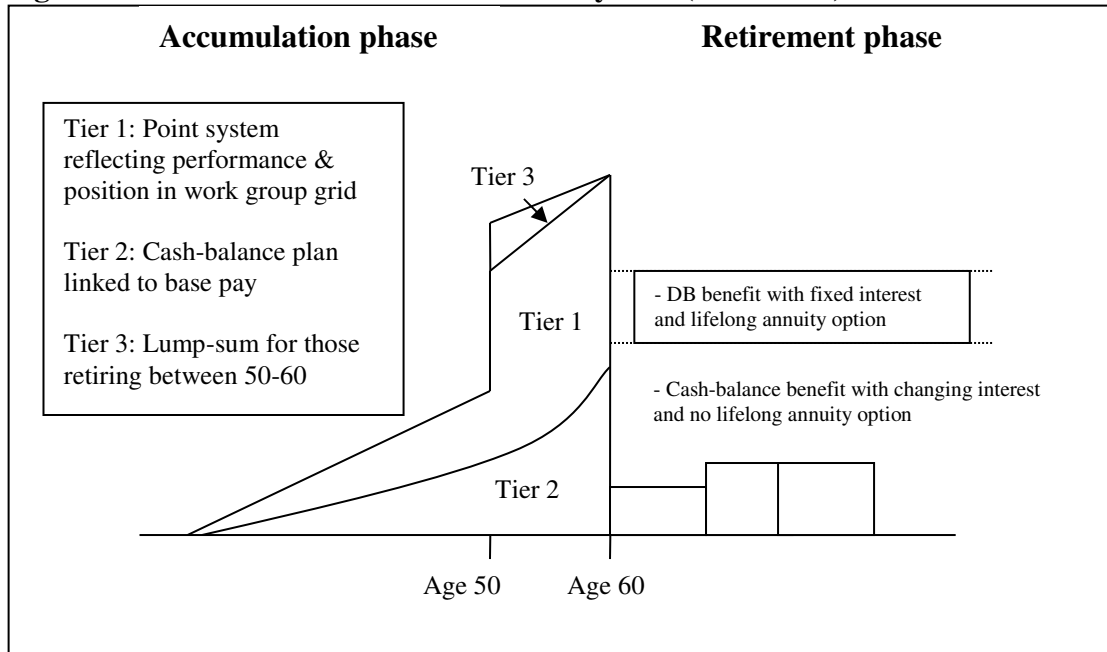 Accumulation phase
Retirement phase
Tier 1: Point system
reflecting performance &
position in work group grid
Tier 2: Cash-balance plan
linked to base pay
Tier 3: Lump-sum for those
retiring between 50-60
Tier 3
Tier 1
Tier 2
- DB benefit with fixed interest
and lifelong annuity option
- Cash-balance benefit with changing interest
and no lifelong annuity option
Age 50
Age 60